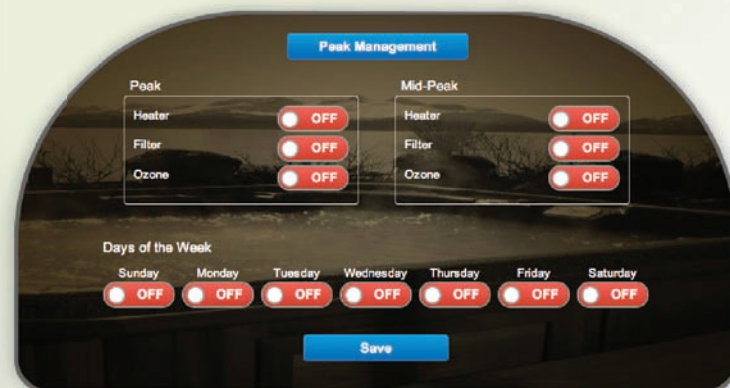 Peak Management
Peak Mid-Peak
Heater OFF Heater OFF
Filter OFF Filter OFF
Ozone OFF Ozone OFF
Days of the Week
Sunday Monday Tuesday Wednesday Thursday Friday Saturday
OFF OFF OFF OFF OFF OFF OFF
Save